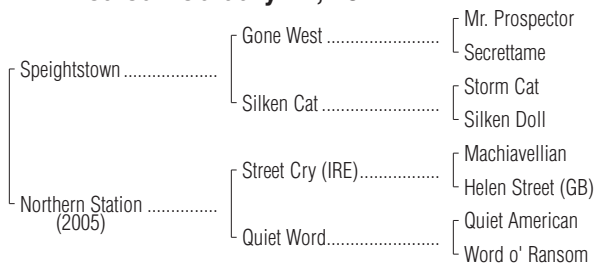 Mr. Prospector
Gone West
Secrettame
Speightstown
Storm Cat
Silken Cat
Silken Doll
Machiavellian
Street Cry (IRE)
Helen Street (GB)
Northern Station
(2005)
Quiet American
Quiet Word
Word o' Ransom